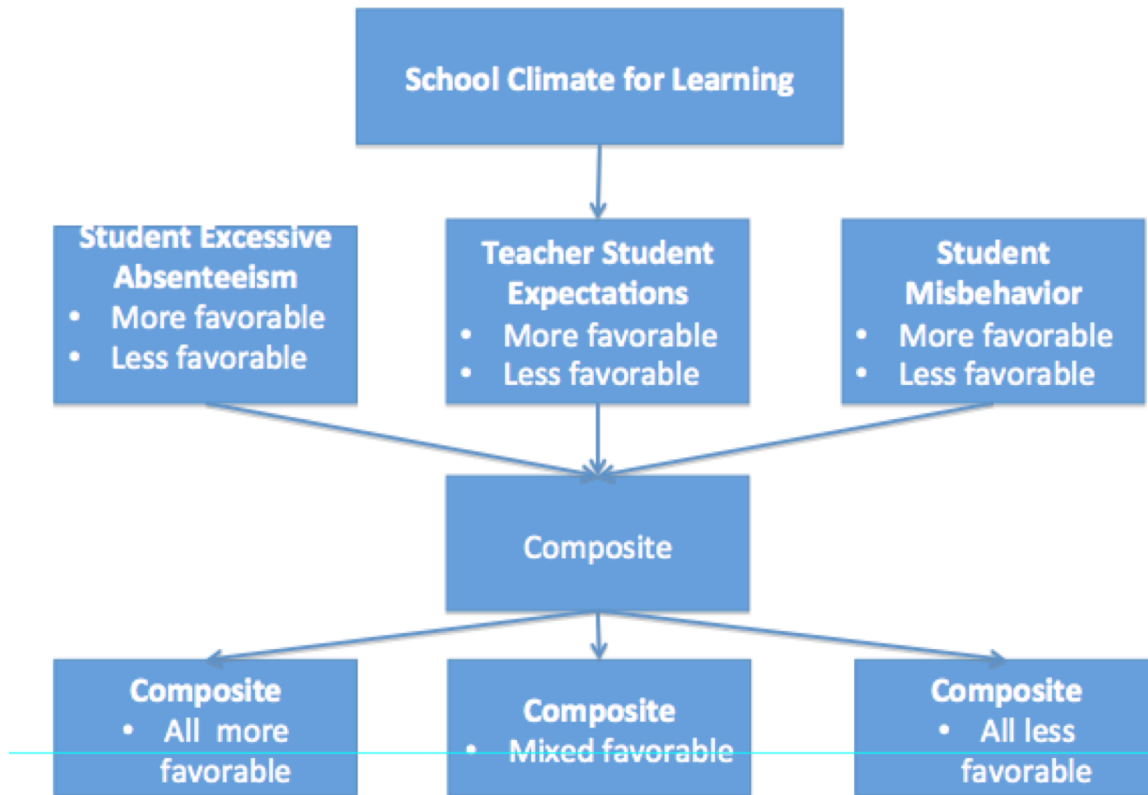 School Climate for Learning
Student Excessive
Absenteeism
• More favorable
• Less favorable
Teacher Student
Expectations
• More favorable
• Less favorable
Student
Misbehavior
• More favorable
• Less favorable
Composite
Composite
• All more
favorable
Composite
• Mixed favorable
Composite
• All less
favorable